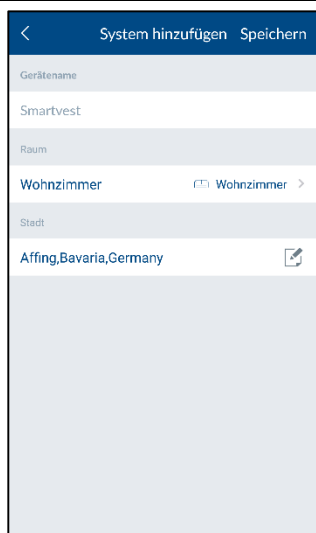 System hinzufügen Speichern
Gerätename
Smartvest
Raum
Wohnzimmer Wohnzimmer
Stadt
Affing,Bavaria,Germany